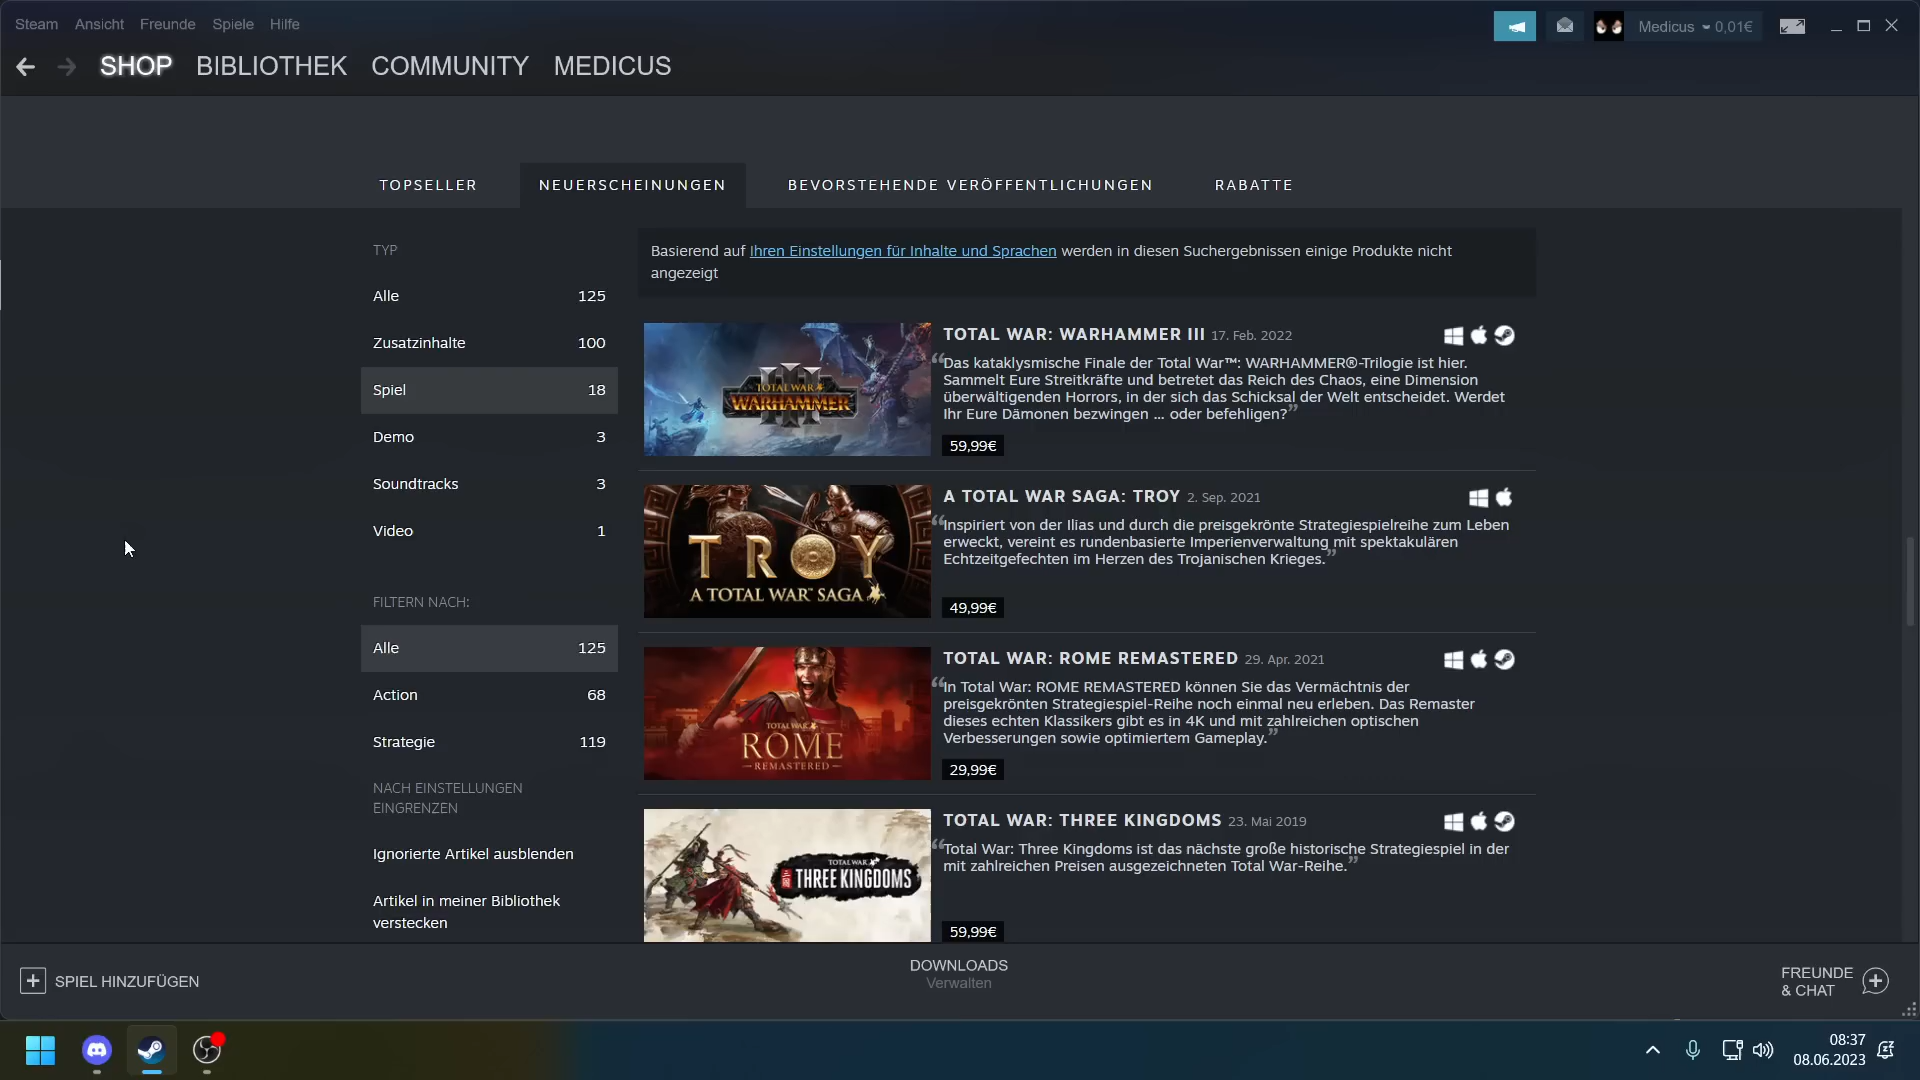 Steam Ansicht Freunde Spiele Hilfe
Medicus 0,01€
SHOP BIBLIOTHEK COMMUNITY MEDICUS
TOPSELLER NEUERSCHEINUNGEN BEVORSTEHENDE VERÖFFENTLICHUNGEN RABATTE
TYP
Alle 125
Zusatzinhalte 100
Spiel 18
Demo 3
Soundtracks 3
Video 1
FILTERN NACH:
Alle 125
Action 68
Strategie 119
NACH EINSTELLUNGEN
EINGRENZEN
Ignorierte Artikel ausblenden
Artikel in meiner Bibliothek
verstecken
Basierend auf Ihren Einstellungen für Inhalte und Sprachen werden in diesen Suchergebnissen einige Produkte nicht
angezeigt
TOTAL WAR
WARHAMMER
III
TOTAL WAR: WARHAMMER III 17. Feb. 2022
“Das kataklysmische Finale der Total War™: WARHAMMER®-Trilogie ist hier.
Sammelt Eure Streitkräfte und betretet das Reich des Chaos, eine Dimension
überwältigenden Horrors, in der sich das Schicksal der Welt entscheidet. Werdet
Ihr Eure Dämonen bezwingen … oder befehligen?”
59,99€
TROY
A TOTAL WAR™ SAGA
A TOTAL WAR SAGA: TROY 2. Sep. 2021
“Inspiriert von der Ilias und durch die preisgekrönte Strategiespielreihe zum Leben
erweckt, vereint es rundenbasierte Imperienverwaltung mit spektakulären
Echtzeitgefechten im Herzen des Trojanischen Krieges.”
49,99€
TOTAL WAR
ROME
REMASTERED
TOTAL WAR: ROME REMASTERED 29. Apr. 2021
“In Total War: ROME REMASTERED können Sie das Vermächtnis der
preisgekrönten Strategiespiel-Reihe noch einmal neu erleben. Das Remaster
dieses echten Klassikers gibt es in 4K und mit zahlreichen optischen
Verbesserungen sowie optimiertem Gameplay.”
29,99€
TOTAL WAR
三国
THREE KINGDOMS
TOTAL WAR: THREE KINGDOMS 23. Mai 2019
“Total War: Three Kingdoms ist das nächste große historische Strategiespiel in der
mit zahlreichen Preisen ausgezeichneten Total War-Reihe.”
59,99€
SPIEL HINZUFÜGEN
DOWNLOADS
Verwalten
FREUNDE
& CHAT
08:37
08.06.2023